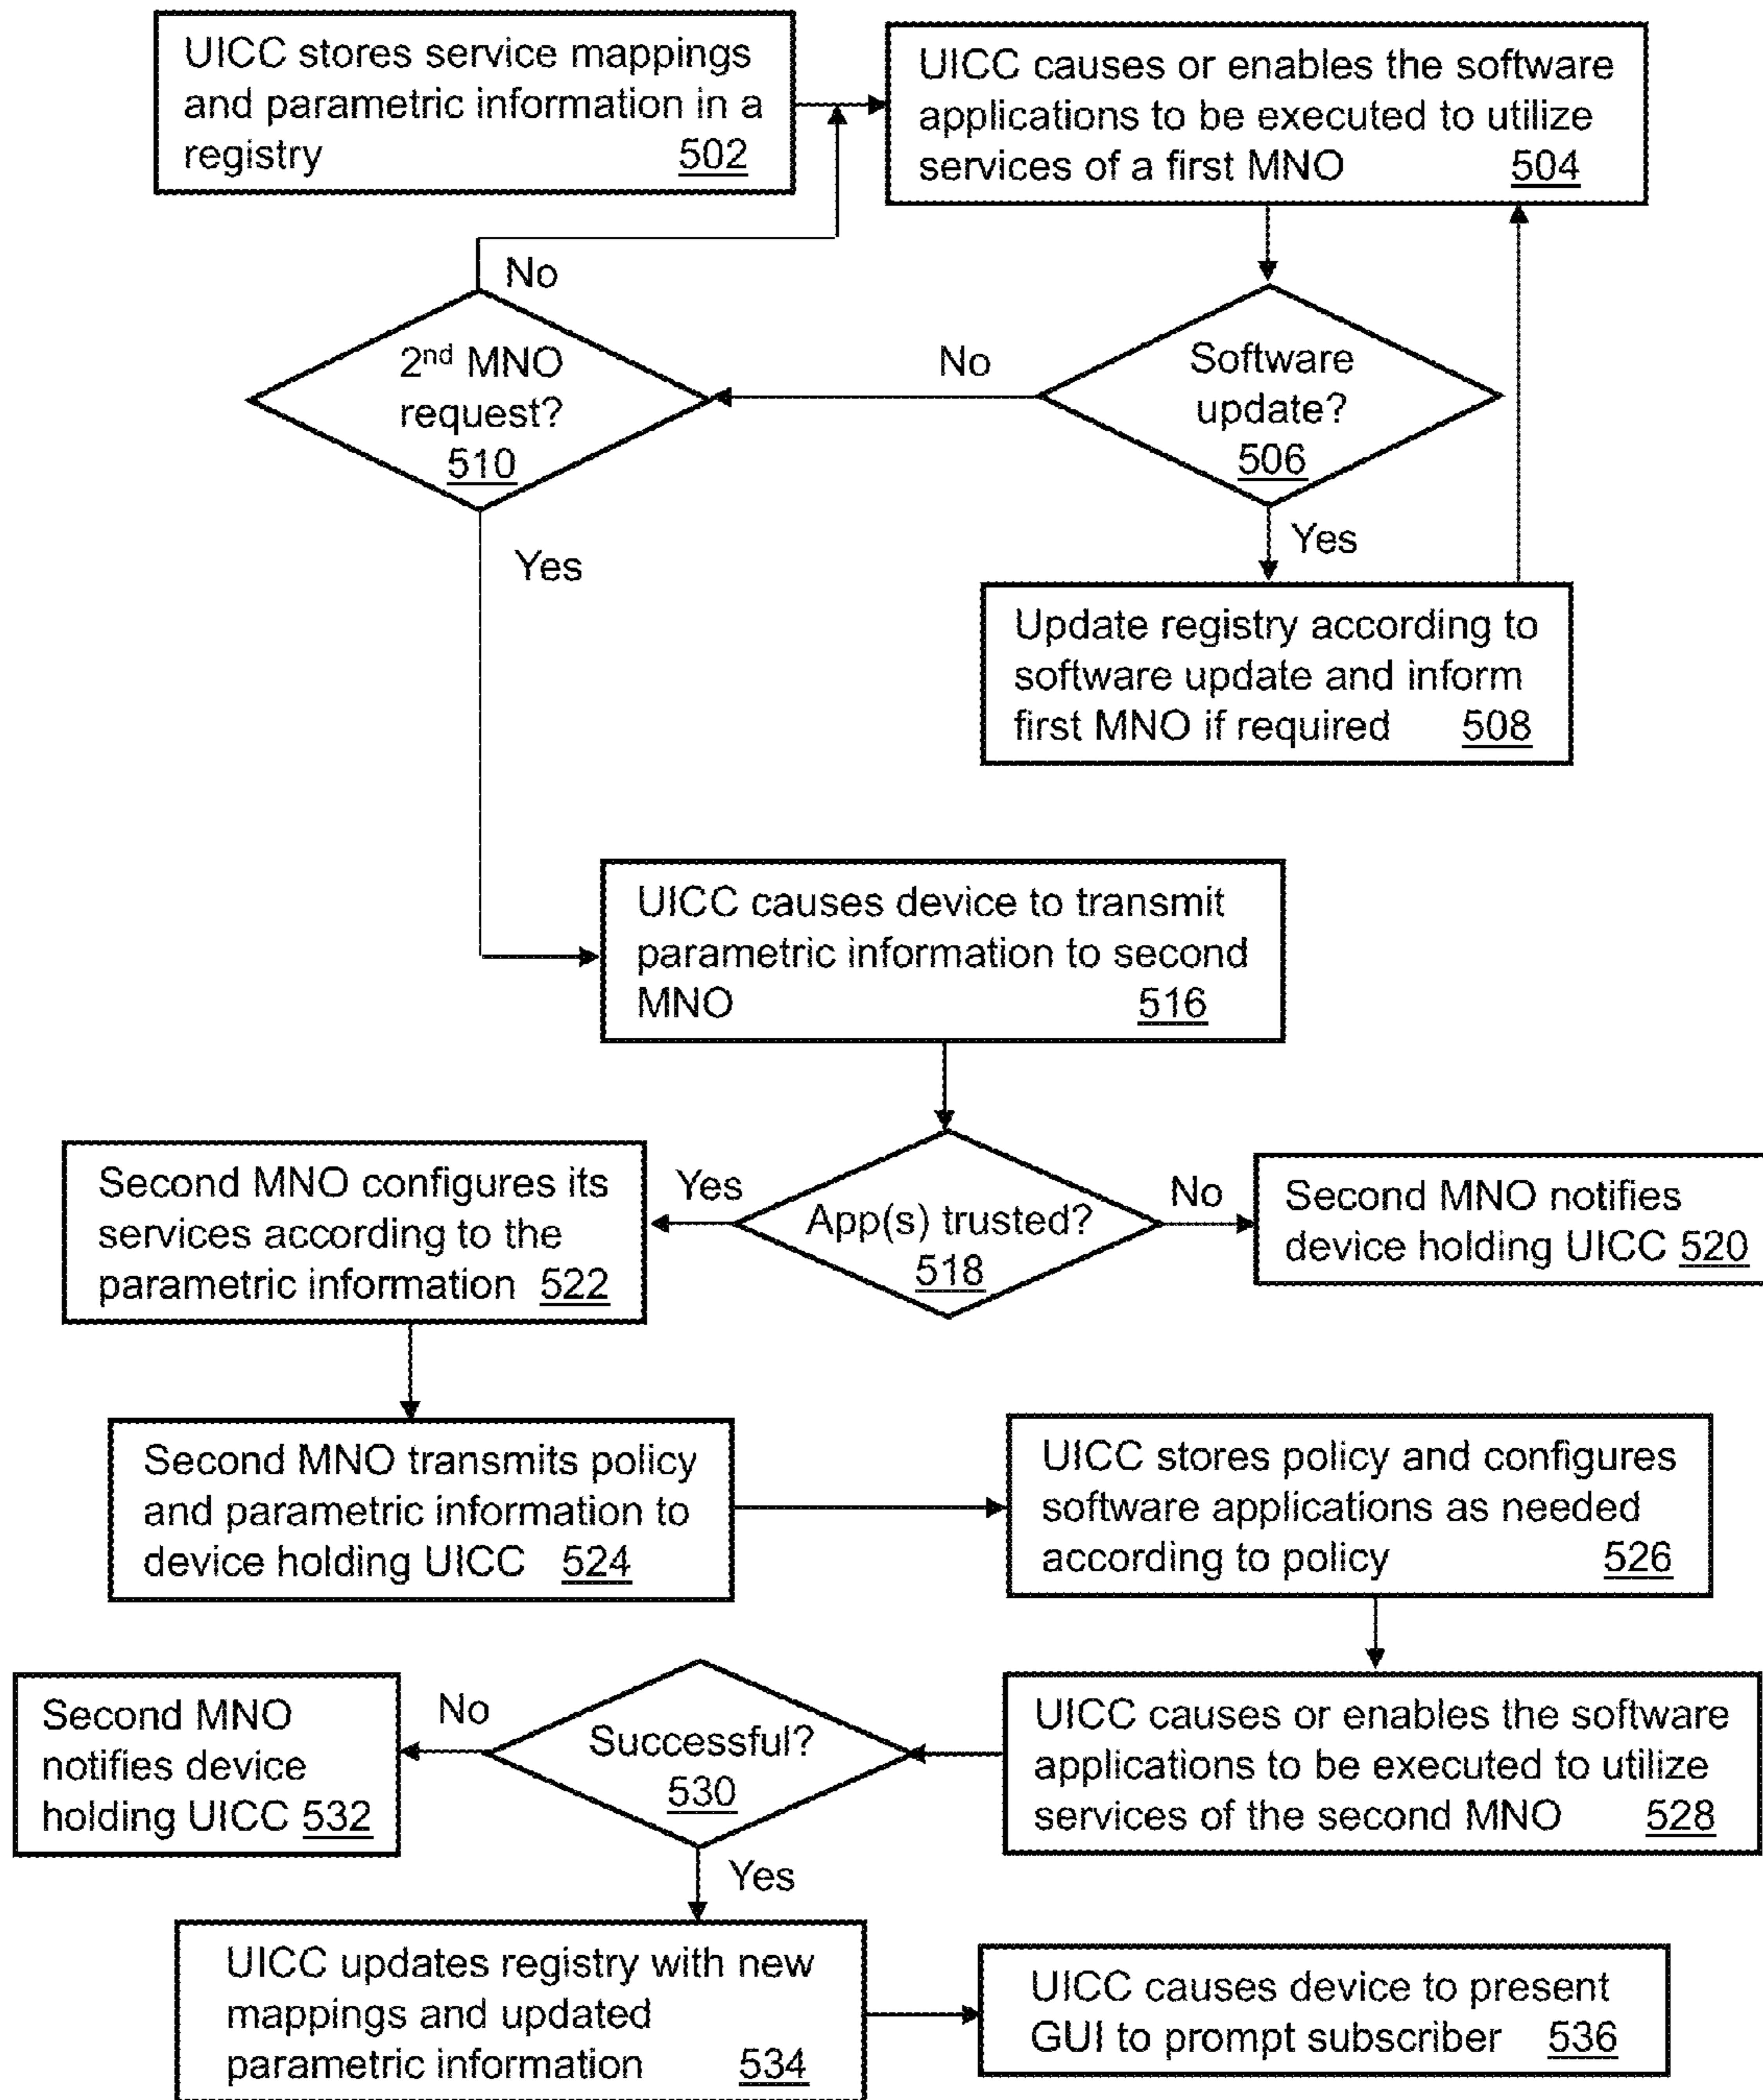 UICC stores service mappings
and parametric information in a
registry 502
UICC causes or enables the software
applications to be executed to utilize
services of a first MNO 504
No
2nd MNO
request?
510
No
Software
update?
506
Yes
Yes
Update registry according to
software update and inform
first MNO if required 508
UICC causes device to transmit
parametric information to second
MNO 516
Second MNO configures its
services according to the
parametric information 522
Yes
App(s) trusted?
518
No
Second MNO notifies
device holding UICC 520
Second MNO transmits policy
and parametric information to
device holding UICC 524
UICC stores policy and configures
software applications as needed
according to policy 526
Second MNO
notifies device
holding UICC 532
No
Successful?
530
UICC causes or enables the software
applications to be executed to utilize
services of the second MNO 528
Yes
UICC updates registry with new
mappings and updated
parametric information 534
UICC causes device to present
GUI to prompt subscriber 536